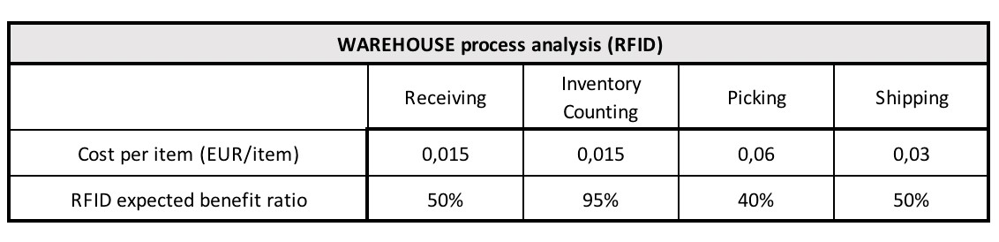 WAREHOUSE process analysis (RFID)
Receiving Inventory Counting Picking Shipping
Cost per item (EUR/item) 0,015 0,015 0,06 0,03
RFID expected benefit ratio 50% 95% 40% 50%